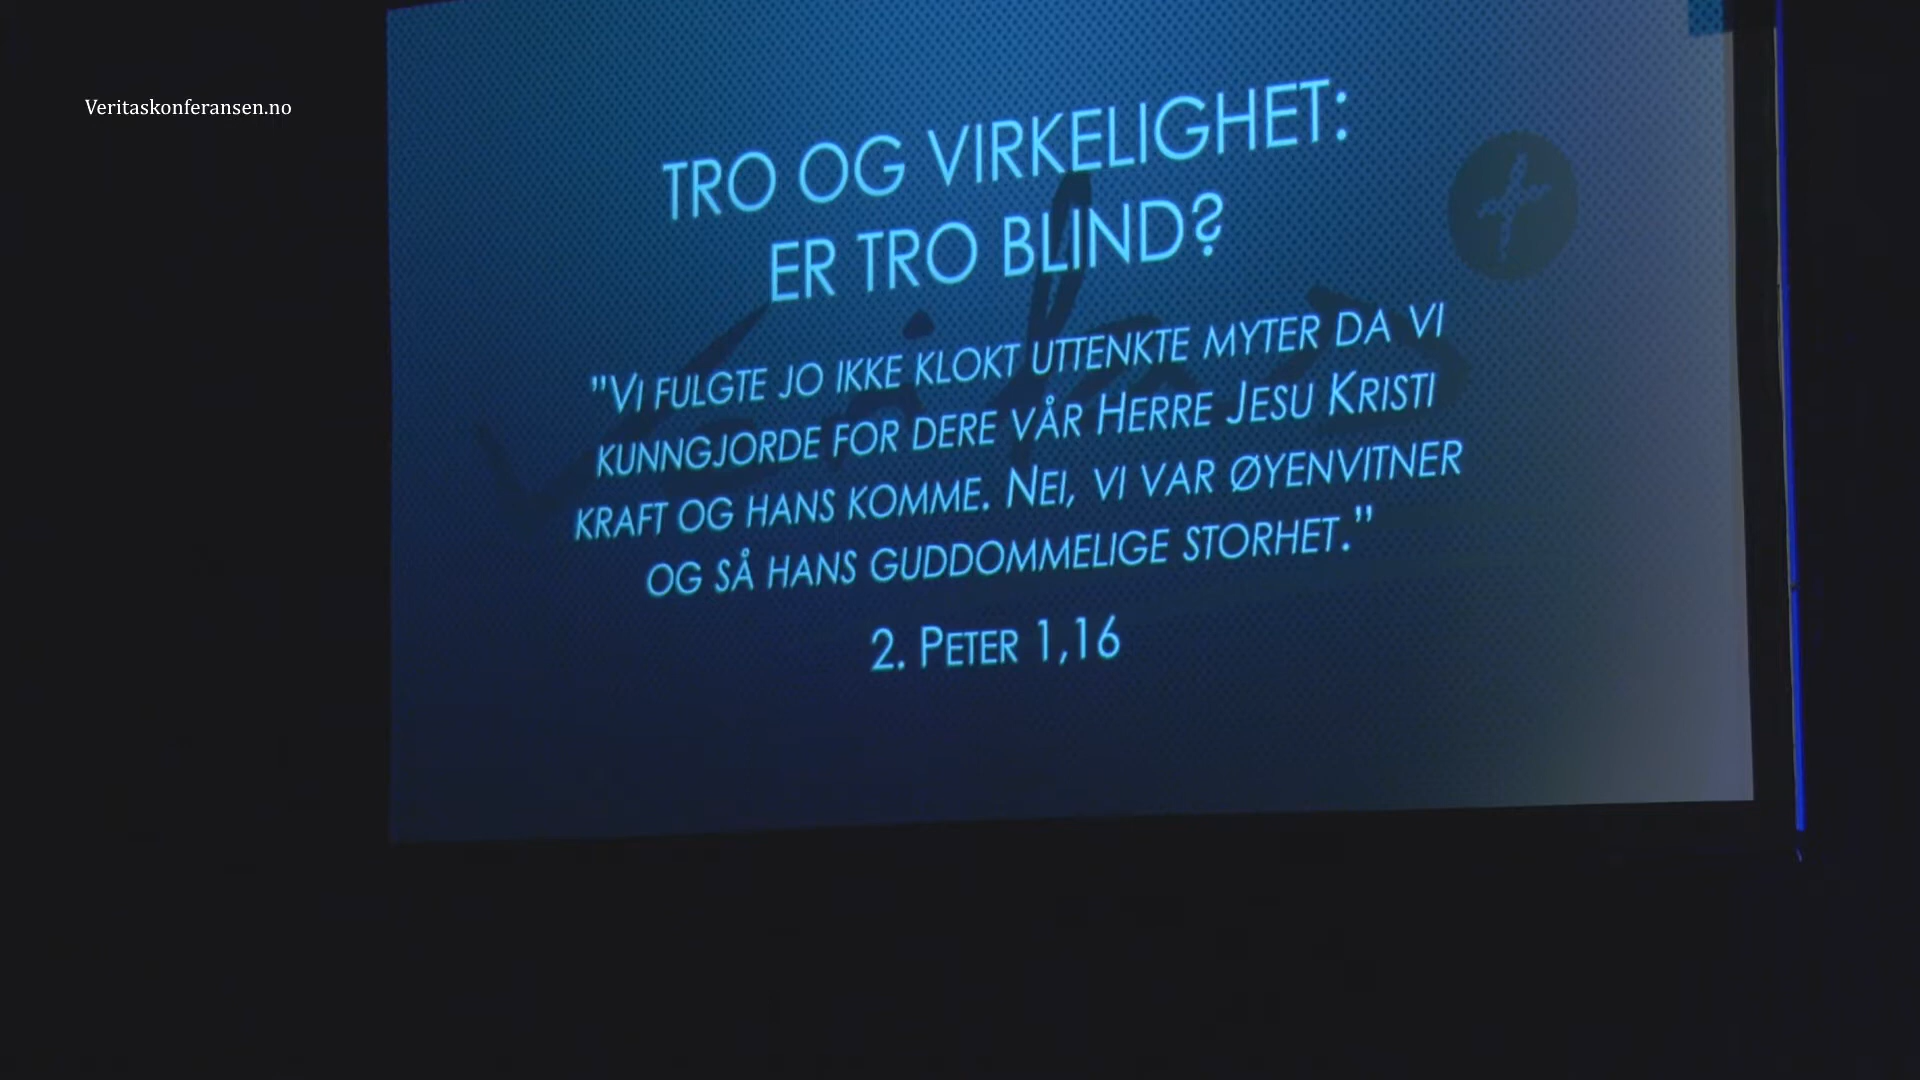 Veritaskonferansen.no
TRO OG VIRKELIGHET:
ER TRO BLIND?
"VI FULGTE JO IKKE KLOKT UTTENKTE MYTER DA VI
KUNNGJORDE FOR DERE VÅR HERRE JESU KRISTI
KRAFT OG HANS KOMME. NEI, VI VAR ØYENVITNER
OG SÅ HANS GUDDOMMELIGE STORHET."
2. PETER 1,16